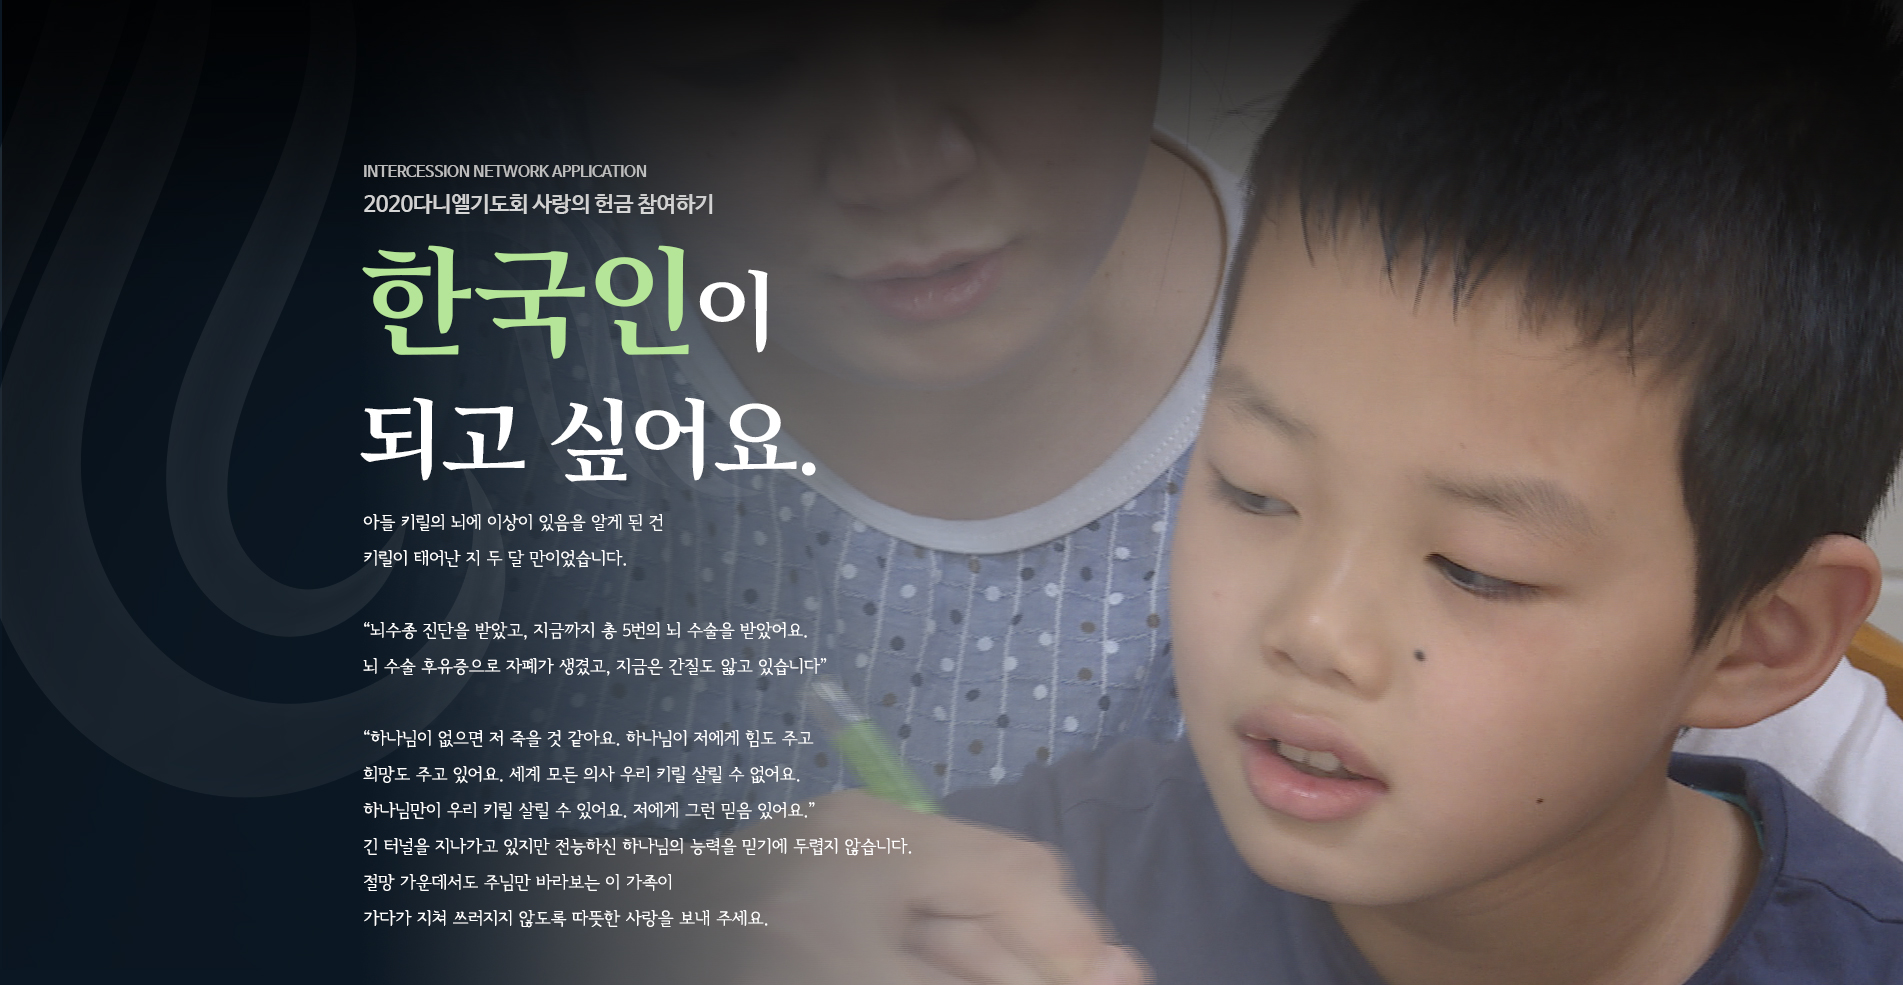 INTERCESSION NETWORK APPLICATION
2020다니엘기도회 사랑의 헌금 참여하기
한국인이
되고 싶어요.
아들 키릴의 뇌에 이상이 있음을 알게 된 건
키릴이 태어난 지 두 달 만이었습니다.
“뇌수종 진단을 받았고, 지금까지 총 5번의 뇌 수술을 받았어요.
뇌 수술 후유증으로 자폐가 생겼고, 지금은 간질도 앓고 있습니다”
“하나님이 없으면 저 죽을 것 같아요. 하나님이 저에게 힘도 주고
희망도 주고 있어요. 세계 모든 의사 우리 키릴 살릴 수 없어요.
하나님만이 우리 키릴 살릴 수 있어요. 저에게 그런 믿음 있어요.”
긴 터널을 지나가고 있지만 전능하신 하나님의 능력을 믿기에 두렵지 않습니다.
절망 가운데서도 주님만 바라보는 이 가족이
가다가 지쳐 쓰러지지 않도록 따뜻한 사랑을 보내 주세요.